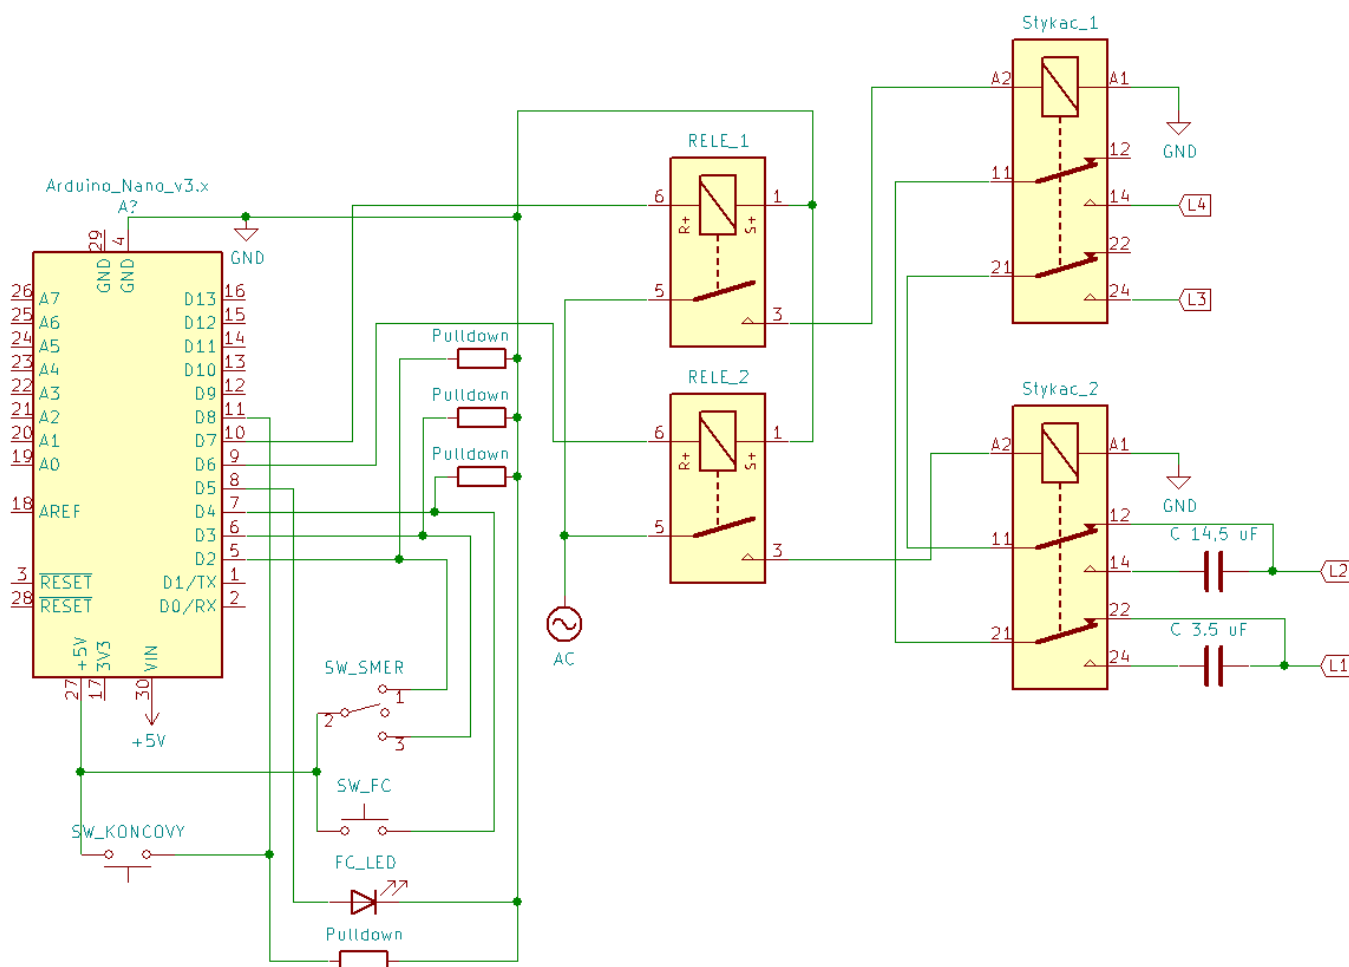 Stykac_1
A2
A1
GND
12
11
14
L4
22
21
24
L3
RELE_1
6
1
R+
S+
5
3
Arduino_Nano_v3.x
A?
GND
29
4
GND
GND
26 A7
25 A6
24 A5
23 A4
22 A3
21 A2
20 A1
19 A0
18 AREF
3 RESET
28 RESET
D13 16
D12 15
D11 14
D10 13
D9 12
D8 11
D7 10
D6 9
D5 8
D4 7
D3 6
D2 5
D1/TX 1
D0/RX 2
+5V
3V3
VIN
27
17
30
+5V
Pulldown
Pulldown
Pulldown
RELE_2
6
1
R+
S+
5
3
AC
Stykac_2
A2
A1
GND
12
11
14
C 14,5 uF
L2
22
21
24
C 3.5 uF
L1
SW_SMER
1
2
3
SW_FC
SW_KONCOVY
FC_LED
Pulldown